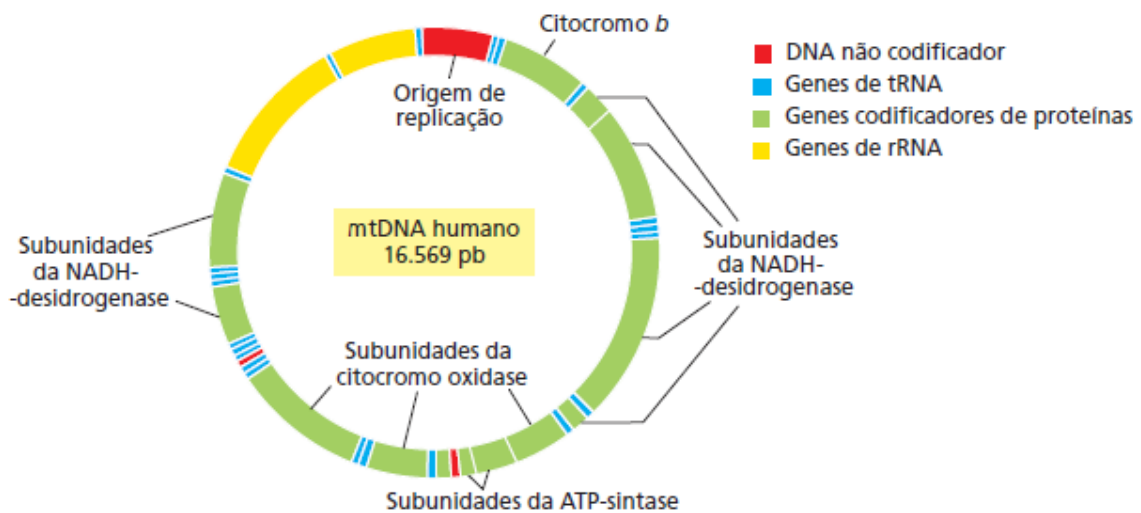 Citocromo b
DNA não codificador
Genes de tRNA
Genes codificadores de proteínas
Genes de rRNA
Origem de
replicação
mtDNA humano
16.569 pb
Subunidades
da NADH-
-desidrogenase
Subunidades
da NADH-
-desidrogenase
Subunidades da
citocromo oxidase
Subunidades da ATP-sintase